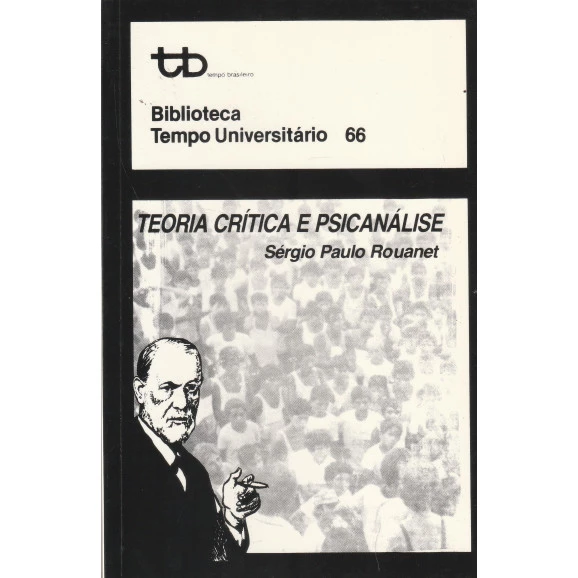 tb
tempo brasileiro
Biblioteca
Tempo Universitário 66
TEORIA CRÍTICA E PSICANÁLISE
Sérgio Paulo Rouanet